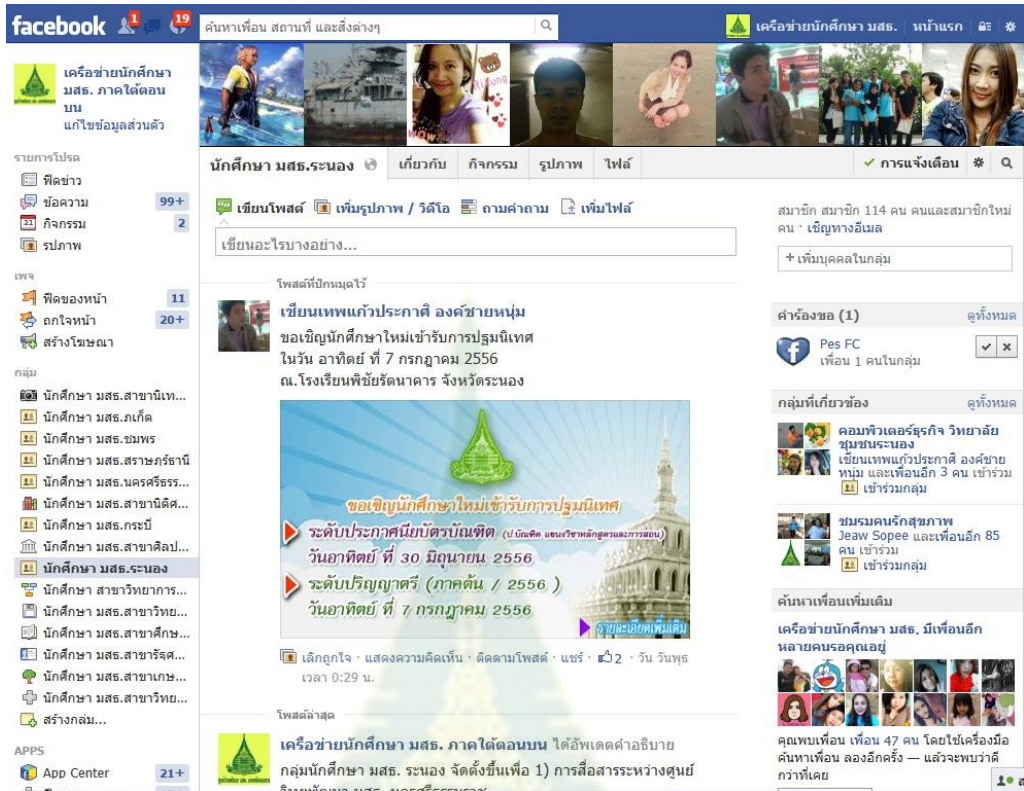 facebook
1
19
ค้นหาเพื่อน สถานที่ และสิ่งต่างๆ
เครือข่ายนักศึกษา มสธ.
หน้าแรก
เครือข่ายนักศึกษา
มสธ. ภาคใต้ตอน
บน
แก้ไขข้อมูลส่วนตัว
รายการโปรด
ฟีดข่าว
ข้อความ 99+
กิจกรรม 2
รูปภาพ
เพจ
ฟีดของหน้า 11
ถูกใจหน้า 20+
สร้างโฆษณา
กลุ่ม
นักศึกษา มสธ.สาขานิเท...
นักศึกษา มสธ.ภูเก็ต
นักศึกษา มสธ.ชุมพร
นักศึกษา มสธ.สุราษฎร์ธานี
นักศึกษา มสธ.นครศรีธรร...
นักศึกษา มสธ.สาขานิติศ...
นักศึกษา มสธ.กระบี่
นักศึกษา มสธ.สาขาศิลป...
นักศึกษา มสธ.ระนอง
นักศึกษา สาขาวิทยาการ...
นักศึกษา มสธ.สาขาวิทย...
นักศึกษา มสธ.สาขาศึกษ...
นักศึกษา มสธ.สาขารัฐศ...
นักศึกษา มสธ.สาขาเกษ...
นักศึกษา มสธ.สาขาวิทย...
สร้างกลุ่ม...
APPS
App Center 21+
นักศึกษา มสธ.ระนอง เกี่ยวกับ กิจกรรม รูปภาพ ไฟล์
✓ การแจ้งเตือน
เขียนโพสต์ เพิ่มรูปภาพ / วิดีโอ ถามคำถาม เพิ่มไฟล์
เขียนอะไรบางอย่าง...
โพสต์ที่ปักหมุดไว้
เซียนเทพแก้วประกาศิ องค์ชายหนุ่ม
ขอเชิญนักศึกษาใหม่เข้ารับการปฐมนิเทศ
ในวัน อาทิตย์ ที่ 7 กรกฎาคม 2556
ณ.โรงเรียนพิชัยรัตนาคาร จังหวัดระนอง
ขอเชิญนักศึกษาใหม่เข้ารับการปฐมนิเทศ
ระดับประกาศนียบัตรบัณฑิต (ป.บัณฑิต แขนงวิชาหลักสูตรและการสอน)
วันอาทิตย์ ที่ 30 มิถุนายน 2556
ระดับปริญญาตรี (ภาคต้น / 2556 )
วันอาทิตย์ ที่ 7 กรกฎาคม 2556
รายละเอียดเพิ่มเติม
เลิกถูกใจ · แสดงความคิดเห็น · ติดตามโพสต์ · แชร์ · 2 · วัน วันพุธ
เวลา 0:29 น.
โพสต์ล่าสุด
เครือข่ายนักศึกษา มสธ. ภาคใต้ตอนบน ได้อัพเดตคำอธิบาย
กลุ่มนักศึกษา มสธ. ระนอง จัดตั้งขึ้นเพื่อ 1) การสื่อสารระหว่างศูนย์
สมาชิก สมาชิก 114 คน คนและสมาชิกใหม่
คน · เชิญทางอีเมล
+ เพิ่มบุคคลในกลุ่ม
คำร้องขอ (1) ดูทั้งหมด
Pes FC
เพื่อน 1 คนในกลุ่ม
กลุ่มที่เกี่ยวข้อง ดูทั้งหมด
คอมพิวเตอร์ธุรกิจ วิทยาลัย
ชุมชนระนอง
เซียนเทพแก้วประกาศิ องค์ชาย
หนุ่ม และเพื่อนอีก 3 คน เข้าร่วม
เข้าร่วมกลุ่ม
ชมรมคนรักสุขภาพ
Jeaw Sopee และเพื่อนอีก 85
คน เข้าร่วม
เข้าร่วมกลุ่ม
ค้นหาเพื่อนเพิ่มเติม
เครือข่ายนักศึกษา มสธ. มีเพื่อนอีก
หลายคนรอคุณอยู่
คุณพบเพื่อน เพื่อน 47 คน โดยใช้เครื่องมือ
ค้นหาเพื่อน ลองอีกครั้ง — แล้วจะพบว่าดี
กว่าที่เคย